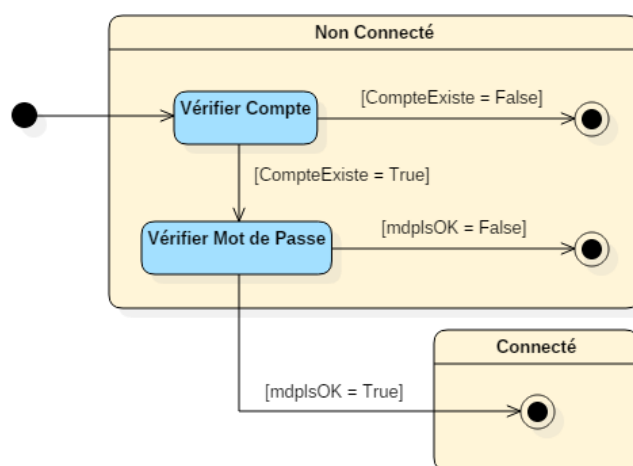 Non Connecté
Vérifier Compte
[CompteExiste = False]
[CompteExiste = True]
Vérifier Mot de Passe
[mdpIsOK = False]
Connecté
[mdpIsOK = True]